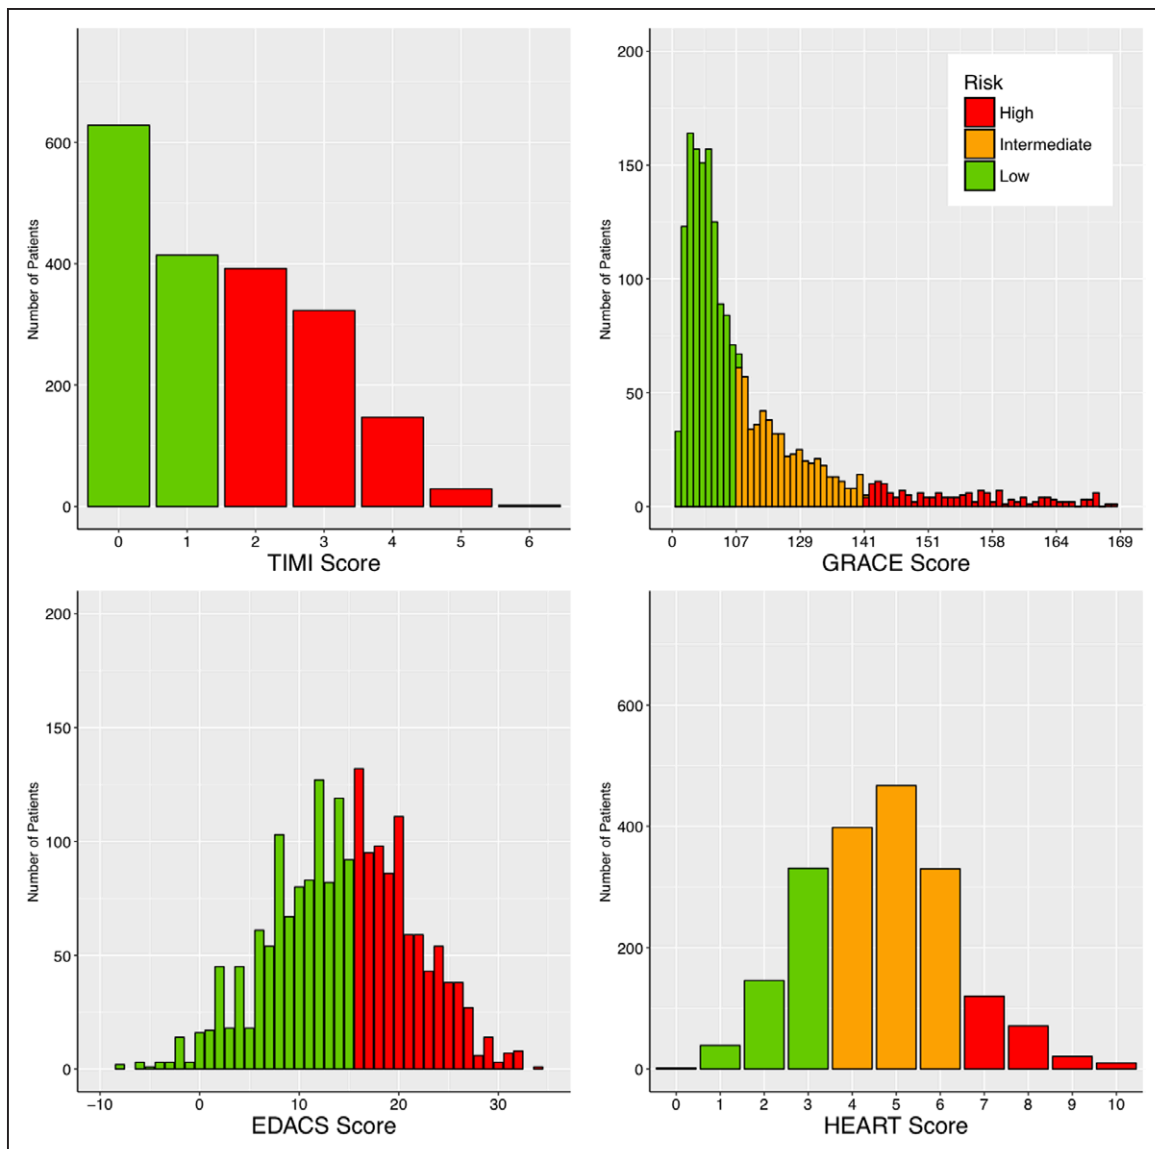 Number of Patients
600
400
200
0
0 1 2 3 4 5 6
TIMI Score
Number of Patients
200
150
100
50
0
Risk
High
Intermediate
Low
0 107 129 141 151 158 164 169
GRACE Score
Number of Patients
200
150
100
50
0
−10 0 10 20 30
EDACS Score
Number of Patients
600
400
200
0
0 1 2 3 4 5 6 7 8 9 10
HEART Score